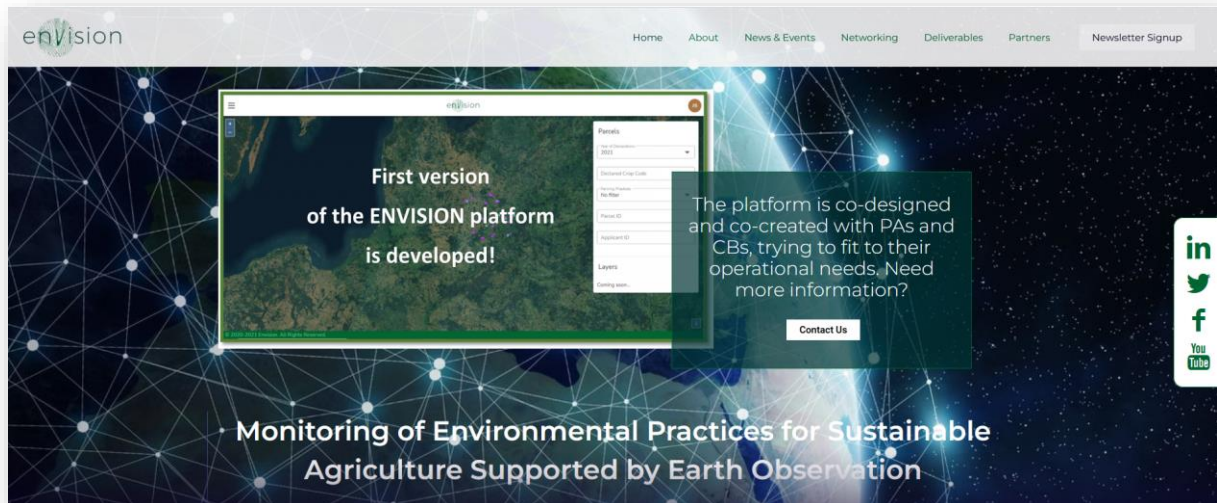 envision
Home About News & Events Networking Deliverables Partners Newsletter Signup
envision
Parcels
2021
First version
of the ENVISION platform
is developed!
Declared Crop Code
No filter
Parcel ID
Applicant ID
Layers
Coming soon...
The platform is co-designed
and co-created with PAs and
CBs, trying to fit to their
operational needs. Need
more information?
Contact Us
in
f
You
Tube
Monitoring of Environmental Practices for Sustainable
Agriculture Supported by Earth Observation